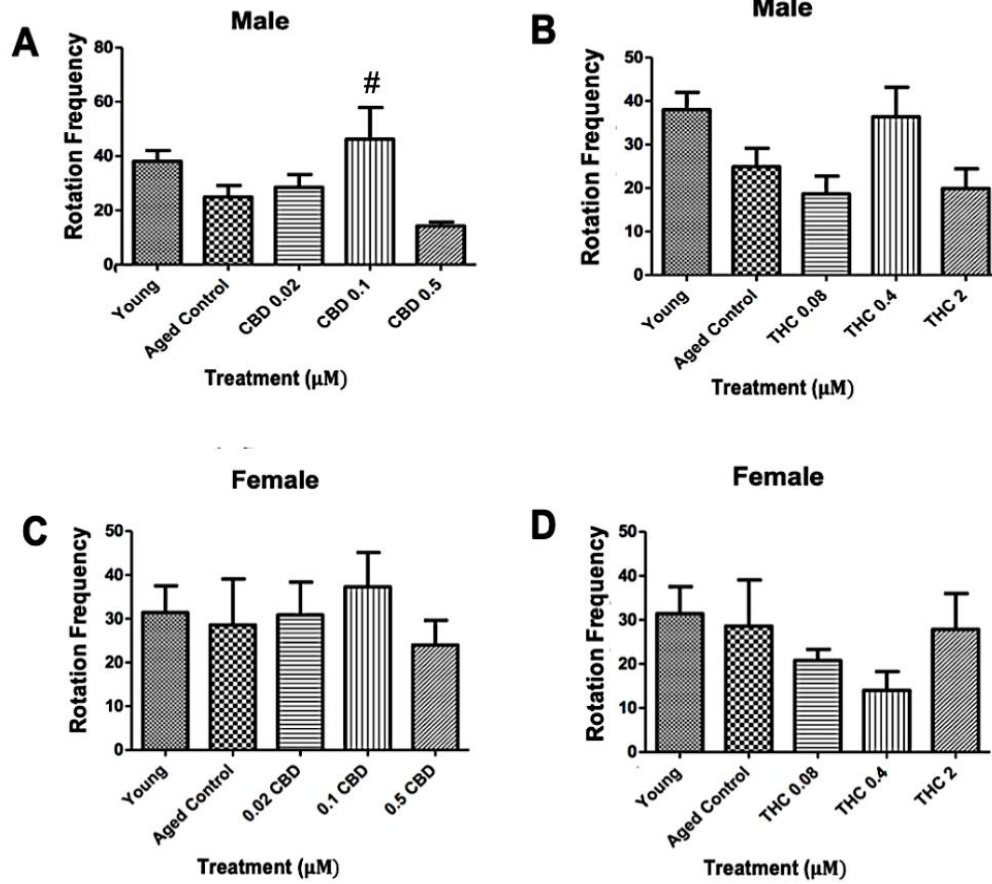 A
Male
Rotation Frequency
80
60
40
20
0
#
Young
Aged Control
CBD 0.02
CBD 0.1
CBD 0.5
Treatment (μM)
B
Male
Rotation Frequency
50
40
30
20
10
0
Young
Aged Control
THC 0.08
THC 0.4
THC 2
Treatment (μM)
C
Female
Rotation Frequency
50
40
30
20
10
0
Young
Aged Control
0.02 CBD
0.1 CBD
0.5 CBD
Treatment (μM)
D
Female
Rotation Frequency
50
40
30
20
10
0
Young
Aged Control
THC 0.08
THC 0.4
THC 2
Treatment (μM)